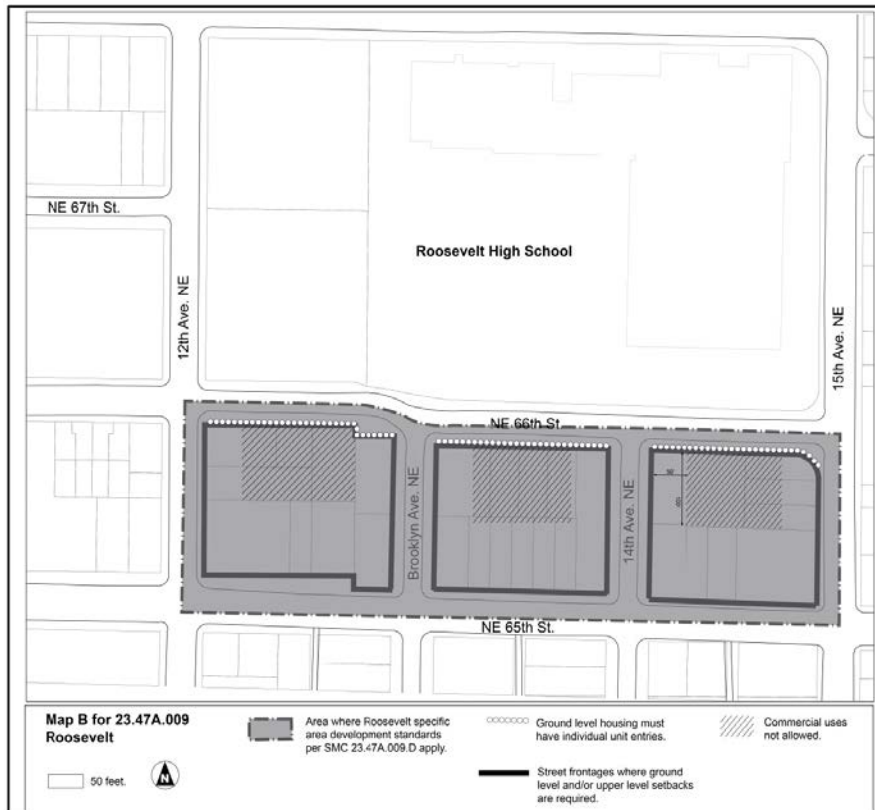 NE 67th St.
Roosevelt High School
12th Ave. NE
15th Ave. NE
NE 66th St.
Brooklyn Ave. NE
14th Ave. NE
NE 65th St.
Map B for 23.47A.009
Roosevelt
50 feet.
N
Area where Roosevelt specific
area development standards
per SMC 23.47A.009.D apply.
Ground level housing must
have individual unit entries.
Street frontages where ground
level and/or upper level setbacks
are required.
Commercial uses
not allowed.